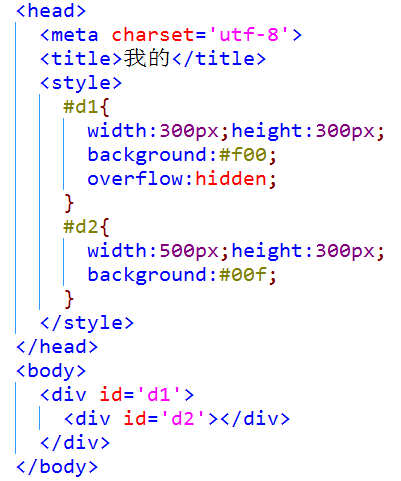 <head>
<meta charset='utf-8'>
<title>我的</title>
<style>
#d1{
width:300px;height:300px;
background:#f00;
overflow:hidden;
}
#d2{
width:500px;height:300px;
background:#00f;
}
</style>
</head>
<body>
<div id='d1'>
<div id='d2'></div>
</div>
</body>